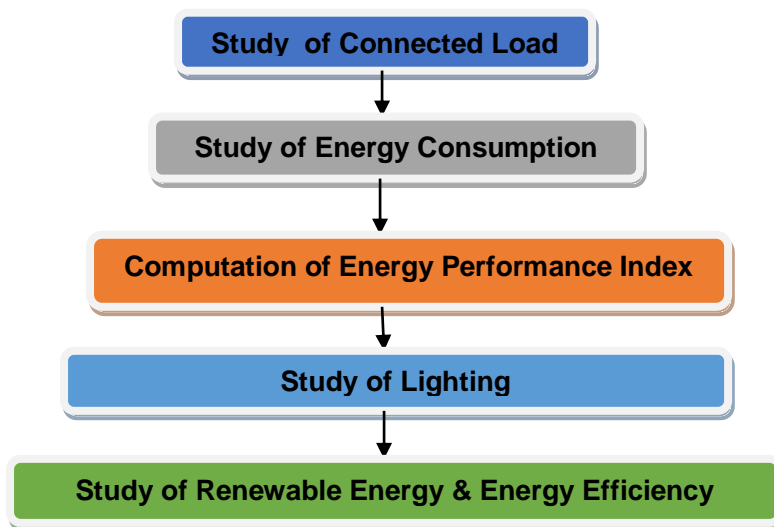 Study of Connected Load
Study of Energy Consumption
Computation of Energy Performance Index
Study of Lighting
Study of Renewable Energy & Energy Efficiency